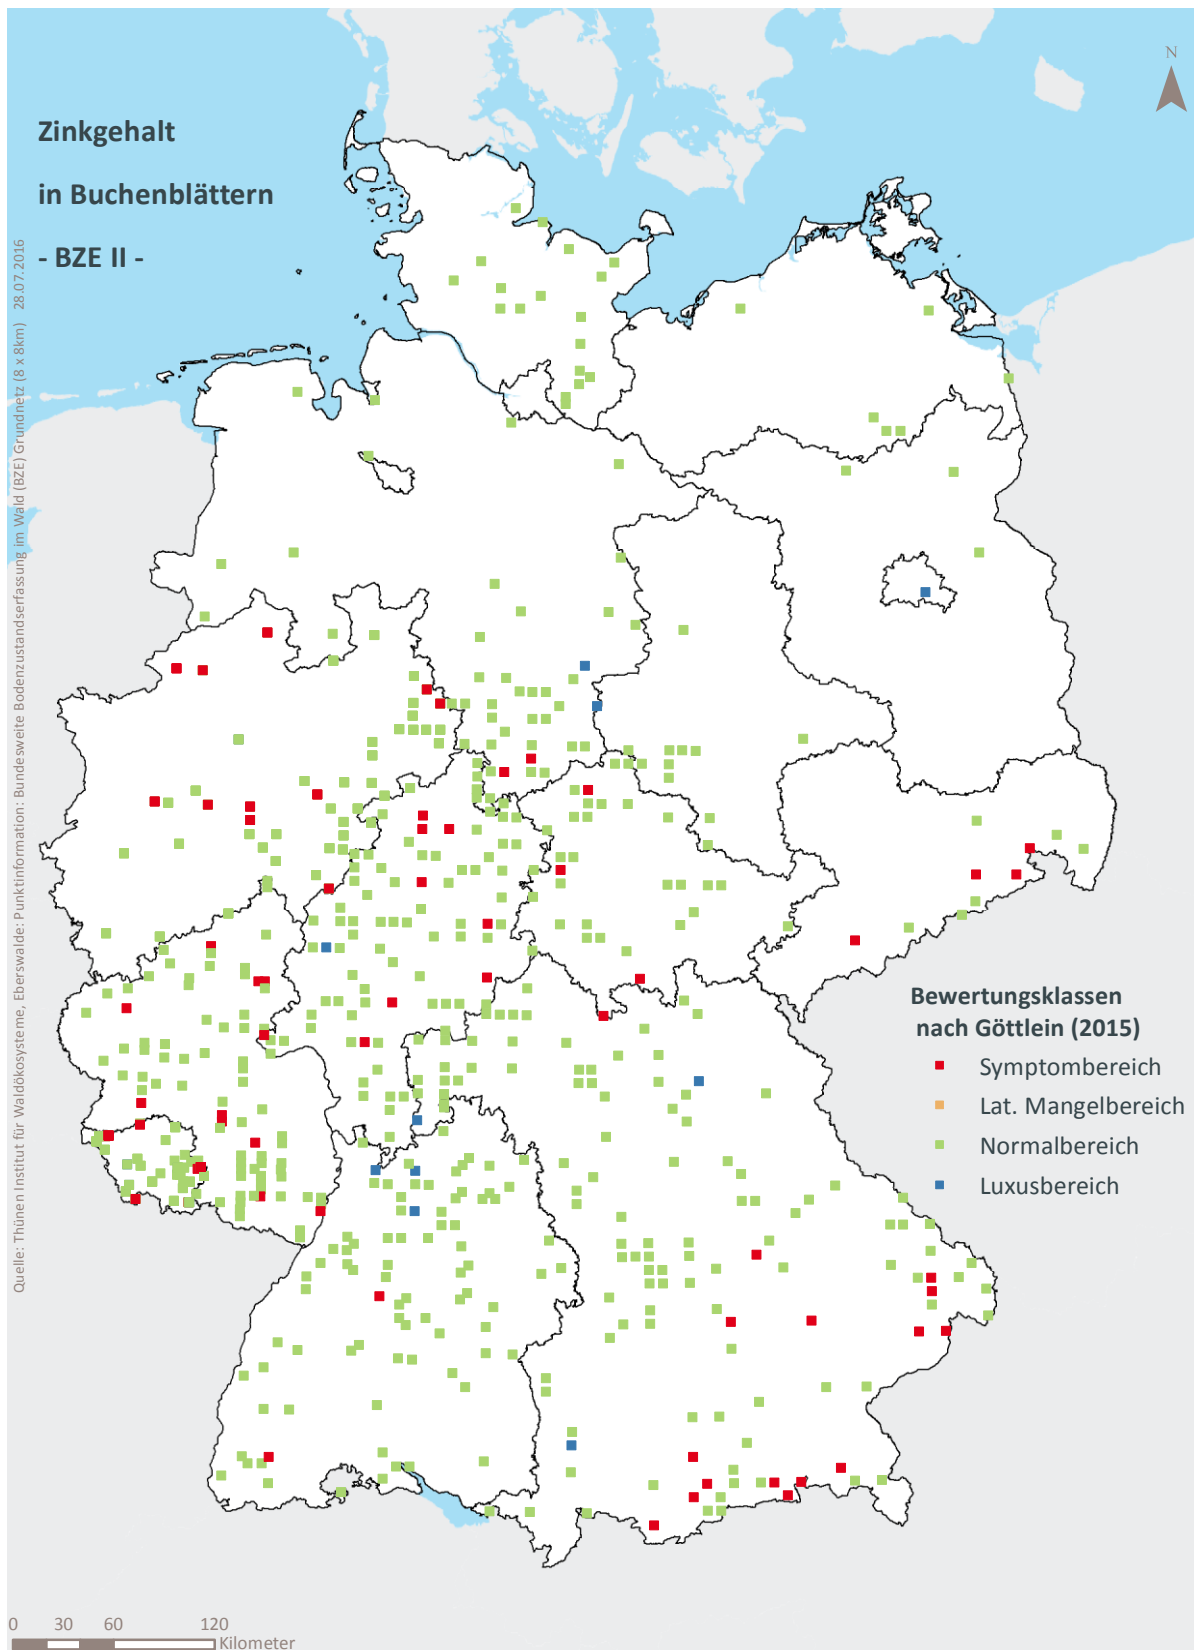 Zinkgehalt
in Buchenblättern
- BZE II -
N
Quelle: Thünen Institut für Waldökosysteme, Eberswalde: Punktinformation: Bundesweite Bodenzustandserfassung im Wald (BZE) Grundnetz (8 x 8km) 28.07.2016
Bewertungsklassen
nach Göttlein (2015)
Symptombereich
Lat. Mangelbereich
Normalbereich
Luxusbereich
0 30 60 120
Kilometer